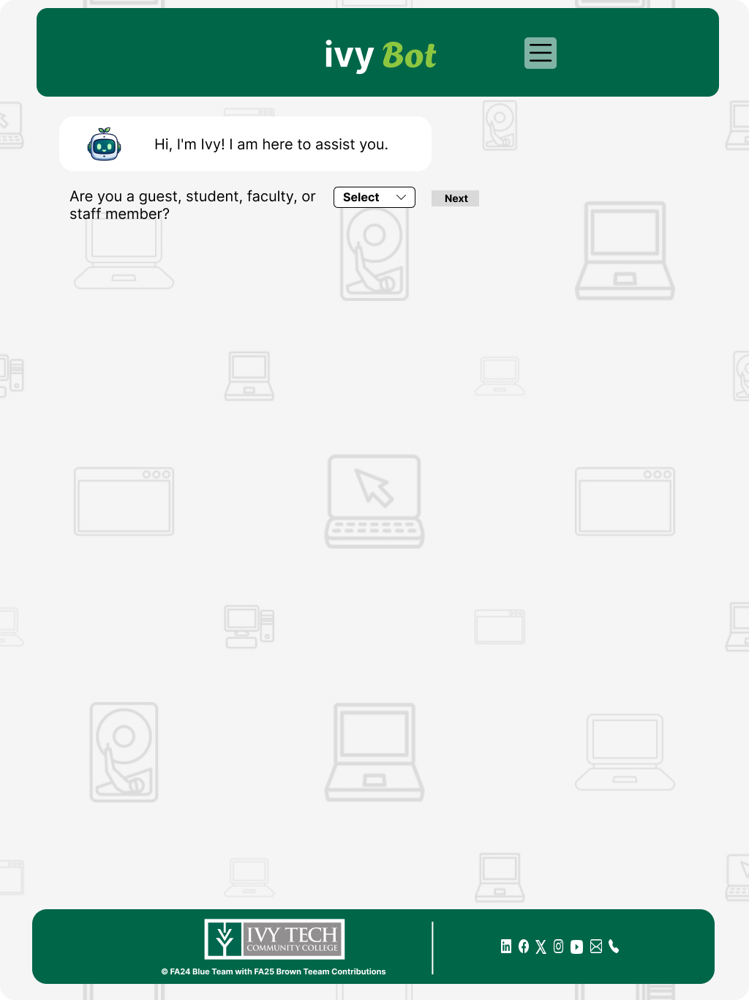 ivy Bot
Hi, I'm Ivy! I am here to assist you.
Are you a guest, student, faculty, or
staff member?
Select
Next
IVY TECH
COMMUNITY COLLEGE
© FA24 Blue Team with FA25 Brown Teeam Contributions